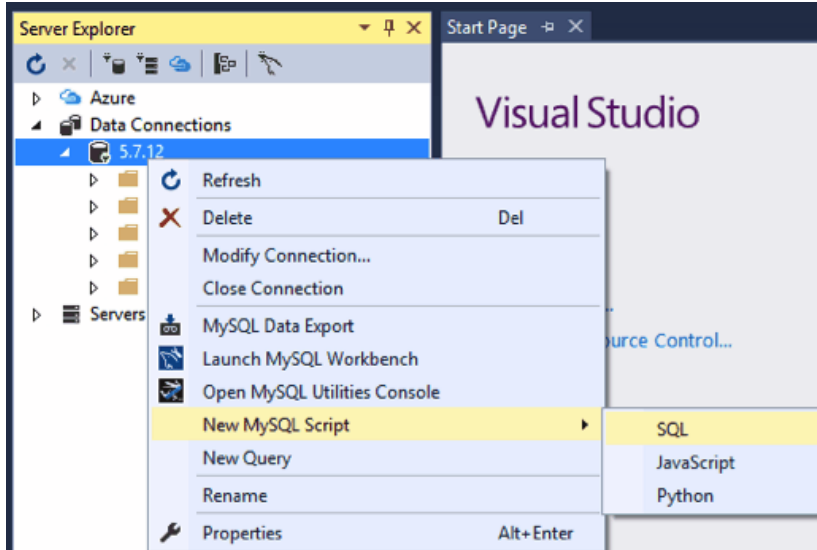 Server Explorer
Start Page
Azure
Data Connections
5.7.12
Servers
Visual Studio
Refresh
Delete Del
Modify Connection...
Close Connection
MySQL Data Export
Launch MySQL Workbench
Open MySQL Utilities Console
New MySQL Script
New Query
Rename
Properties Alt+Enter
Control...
SQL
JavaScript
Python